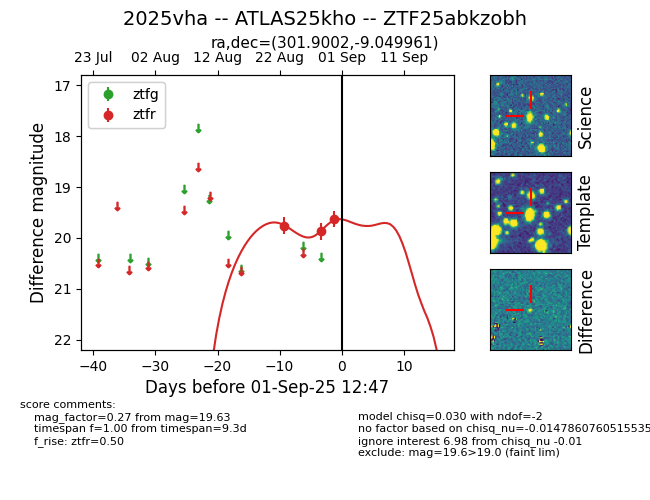 2025vha -- ATLAS25kho -- ZTF25abkzobh
ra,dec=(301.9002,-9.049961)
23 Jul 02 Aug 12 Aug 22 Aug 01 Sep 11 Sep
17
18
19
20
21
22
Difference magnitude
ztfg
ztfr
−40 −30 −20 −10 0 10
Days before 01-Sep-25 12:47
Science
Template
Difference
score comments:
mag_factor=0.27 from mag=19.63
timespan f=1.00 from timespan=9.3d
f_rise: ztfr=0.50
model chisq=0.030 with ndof=-2
no factor based on chisq_nu=-0.0147860760515535
ignore interest 6.98 from chisq_nu -0.01
exclude: mag=19.6>19.0 (faint lim)